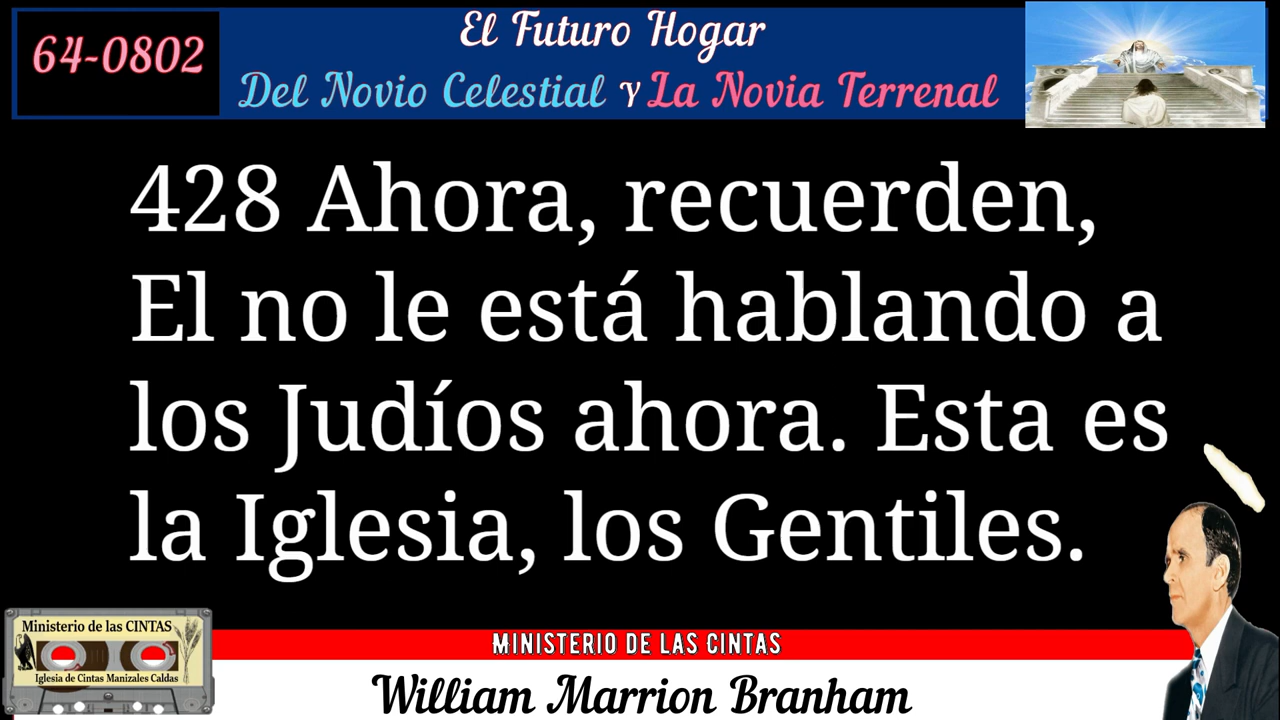 64-0802
El Futuro Hogar
Del Novio Celestial Y La Novia Terrenal
428 Ahora, recuerden,
El no le está hablando a
los Judíos ahora. Esta es
la Iglesia, los Gentiles.
Ministerio de las CINTAS
Iglesia de Cintas Manizales Caldas
MINISTERIO DE LAS CINTAS
William Marrion Branham